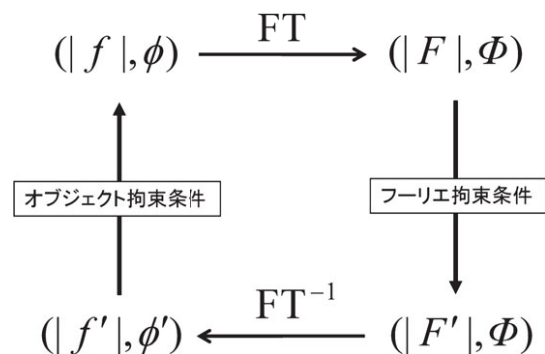 FT
(| f |, ϕ) (| F |, Φ)
オブジェクト拘束条件 フーリエ拘束条件
FT⁻¹
(| f′ |, ϕ′) (| F′ |, Φ)